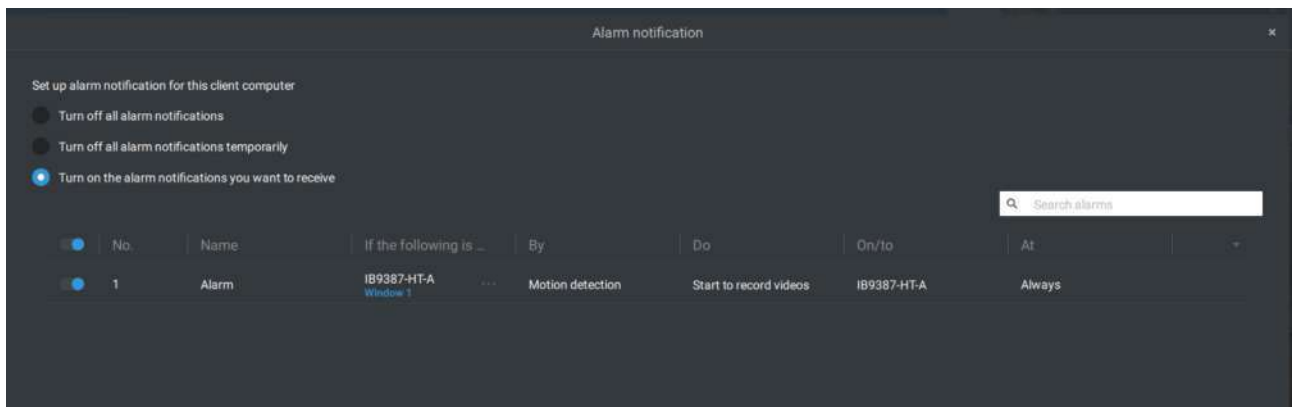 Alarm notification
Set up alarm notification for this client computer
Turn off all alarm notifications
Turn off all alarm notifications temporarily
Turn on the alarm notifications you want to receive
Search alarms
No. Name If the following is ... By Do On/to At
1 Alarm IB9387-HT-A ... Motion detection Start to record videos IB9387-HT-A Always
Window 1